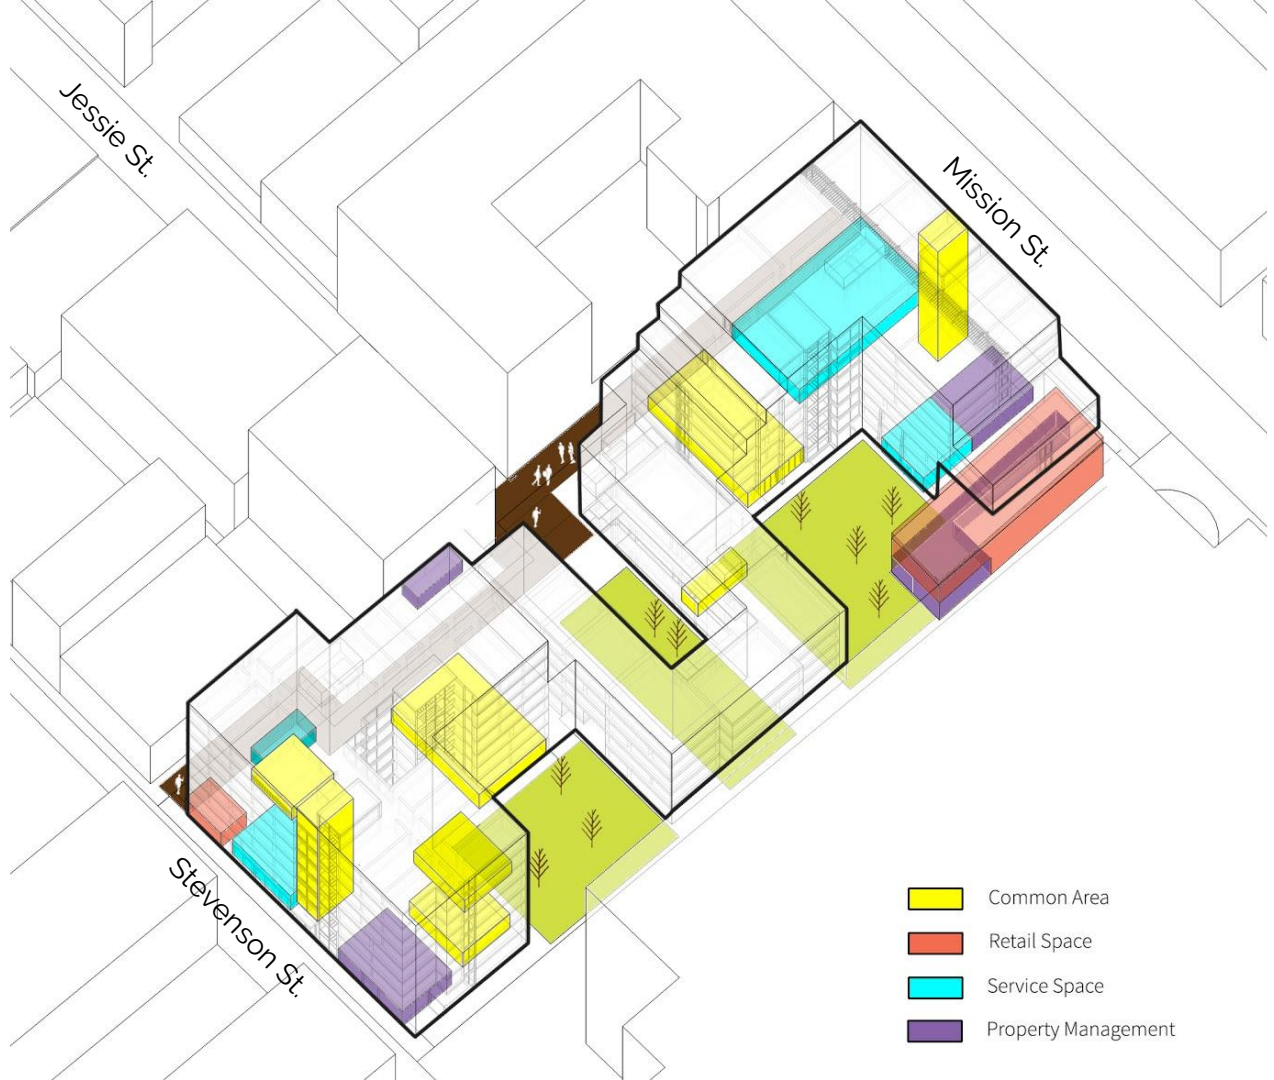 Jessie St.
Mission St.
Stevenson St.
Common Area
Retail Space
Service Space
Property Management